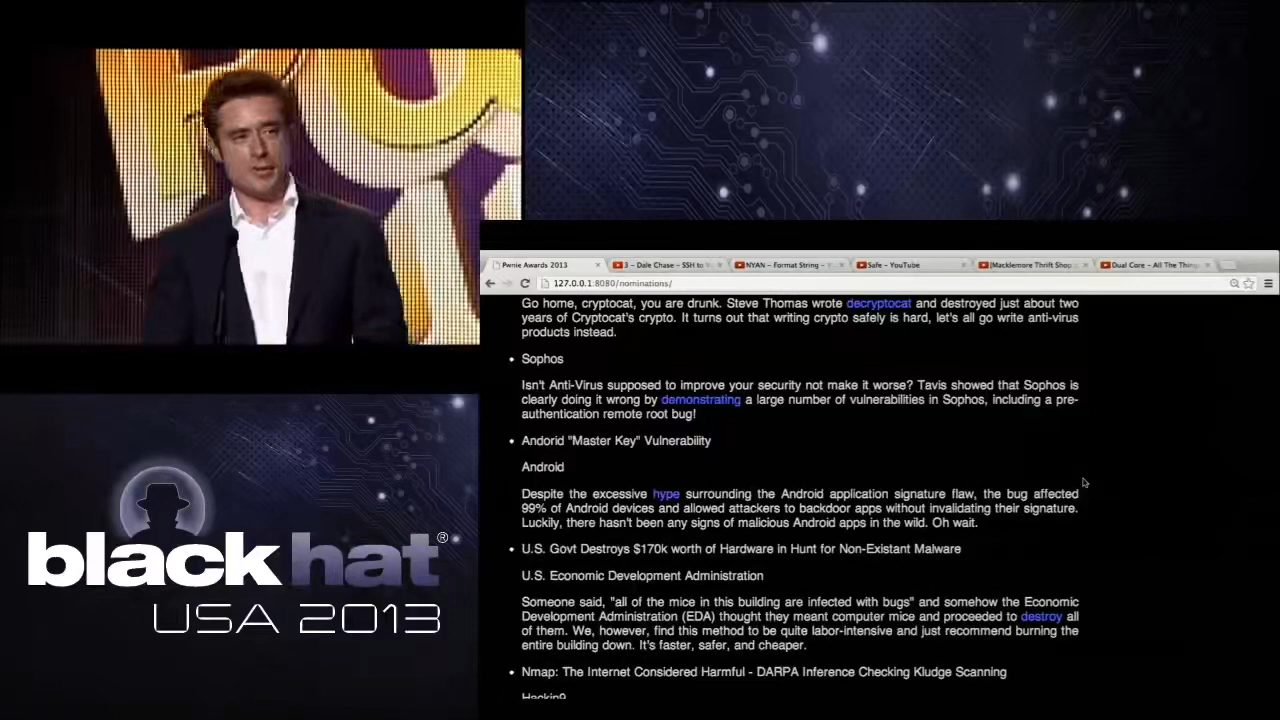 Pwnie Awards 2013
3 - Dale Chase - SSH to
NYAN - Format String -
Safe - YouTube
[Macklemore Thrift Shop
Dual Core - All The Thin
127.0.0.1:8080/nominations/
Go home, cryptocat, you are drunk. Steve Thomas wrote decryptocat and destroyed just about two
years of Cryptocat's crypto. It turns out that writing crypto safely is hard, let's all go write anti-virus
products instead.
• Sophos
Isn't Anti-Virus supposed to improve your security not make it worse? Tavis showed that Sophos is
clearly doing it wrong by demonstrating a large number of vulnerabilities in Sophos, including a pre-
authentication remote root bug!
• Andorid "Master Key" Vulnerability
Android
Despite the excessive hype surrounding the Android application signature flaw, the bug affected
99% of Android devices and allowed attackers to backdoor apps without invalidating their signature.
Luckily, there hasn't been any signs of malicious Android apps in the wild. Oh wait.
• U.S. Govt Destroys $170k worth of Hardware in Hunt for Non-Existant Malware
U.S. Economic Development Administration
Someone said, "all of the mice in this building are infected with bugs" and somehow the Economic
Development Administration (EDA) thought they meant computer mice and proceeded to destroy all
of them. We, however, find this method to be quite labor-intensive and just recommend burning the
entire building down. It's faster, safer, and cheaper.
• Nmap: The Internet Considered Harmful - DARPA Inference Checking Kludge Scanning
Hackin9
black hat®
USA 2013